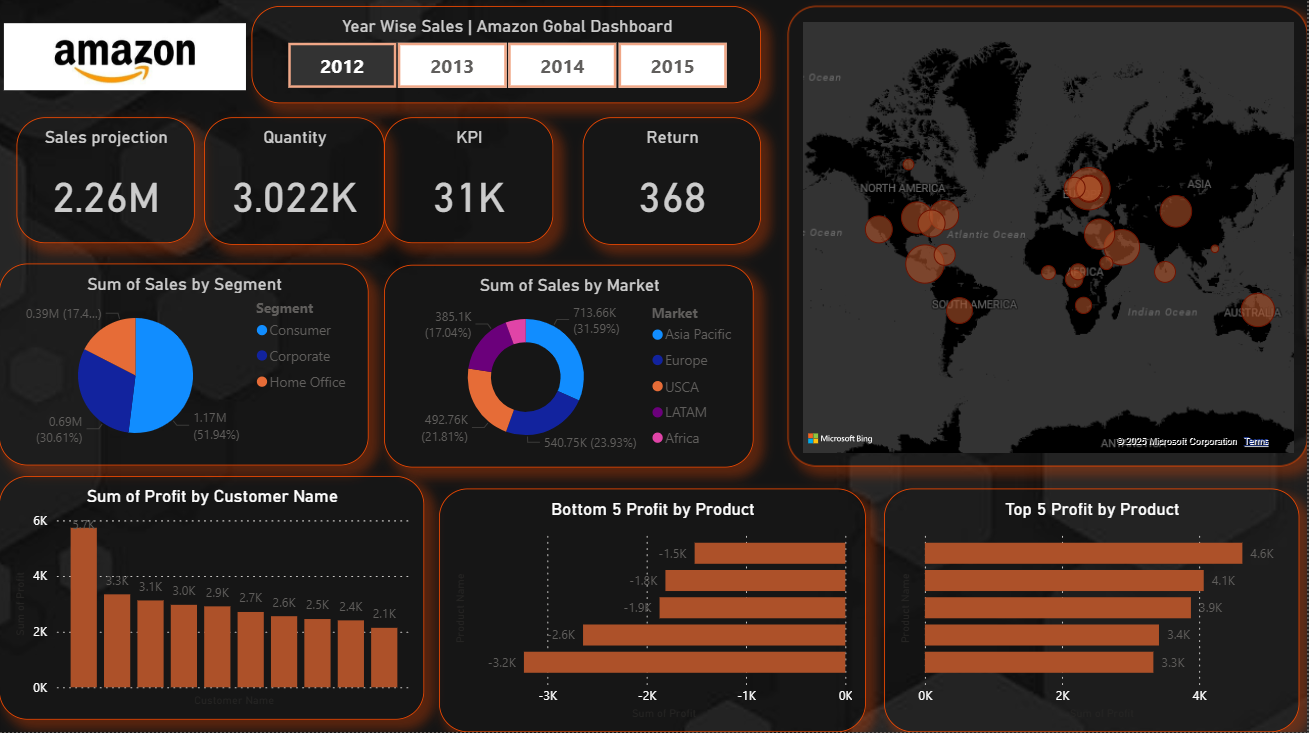 amazon
Year Wise Sales | Amazon Gobal Dashboard
2012
2013
2014
2015
Sales projection
2.26M
Quantity
3.022K
KPI
31K
Return
368
Ocean
NORTH AMERICA
ASIA
Ocean
Atlantic Ocean
AFRICA
SOUTH AMERICA
Indian Ocean
AUSTRALIA
Microsoft Bing
© 2025 Microsoft Corporation Terms
Sum of Sales by Segment
0.39M (17.4...)
0.69M
(30.61%)
1.17M
(51.94%)
Segment
Consumer
Corporate
Home Office
Sum of Sales by Market
385.1K
(17.04%)
713.66K
(31.59%)
492.76K
(21.81%)
540.75K (23.93%)
Market
Asia Pacific
Europe
USCA
LATAM
Africa
Sum of Profit by Customer Name
Sum of Profit
6K
4K
2K
0K
5.7K
3.3K
3.1K
3.0K
2.9K
2.7K
2.6K
2.5K
2.4K
2.1K
Customer Name
Bottom 5 Profit by Product
Product Name
-1.5K
-1.8K
-1.9K
-2.6K
-3.2K
-3K
-2K
-1K
0K
Sum of Profit
Top 5 Profit by Product
Product Name
4.6K
4.1K
3.9K
3.4K
3.3K
0K
2K
4K